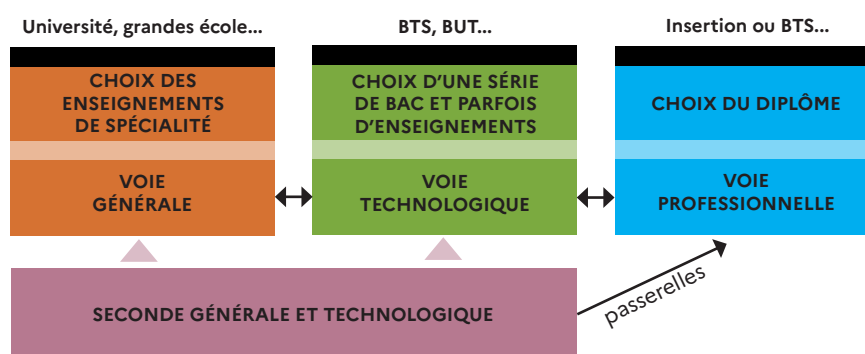 Université, grandes école...
BTS, BUT...
Insertion ou BTS...
CHOIX DES
ENSEIGNEMENTS
DE SPÉCIALITÉ
CHOIX D'UNE SÉRIE
DE BAC ET PARFOIS
D'ENSEIGNEMENTS
CHOIX DU DIPLÔME
VOIE
GÉNÉRALE
VOIE
TECHNOLOGIQUE
VOIE
PROFESSIONNELLE
SECONDE GÉNÉRALE ET TECHNOLOGIQUE
passerelles